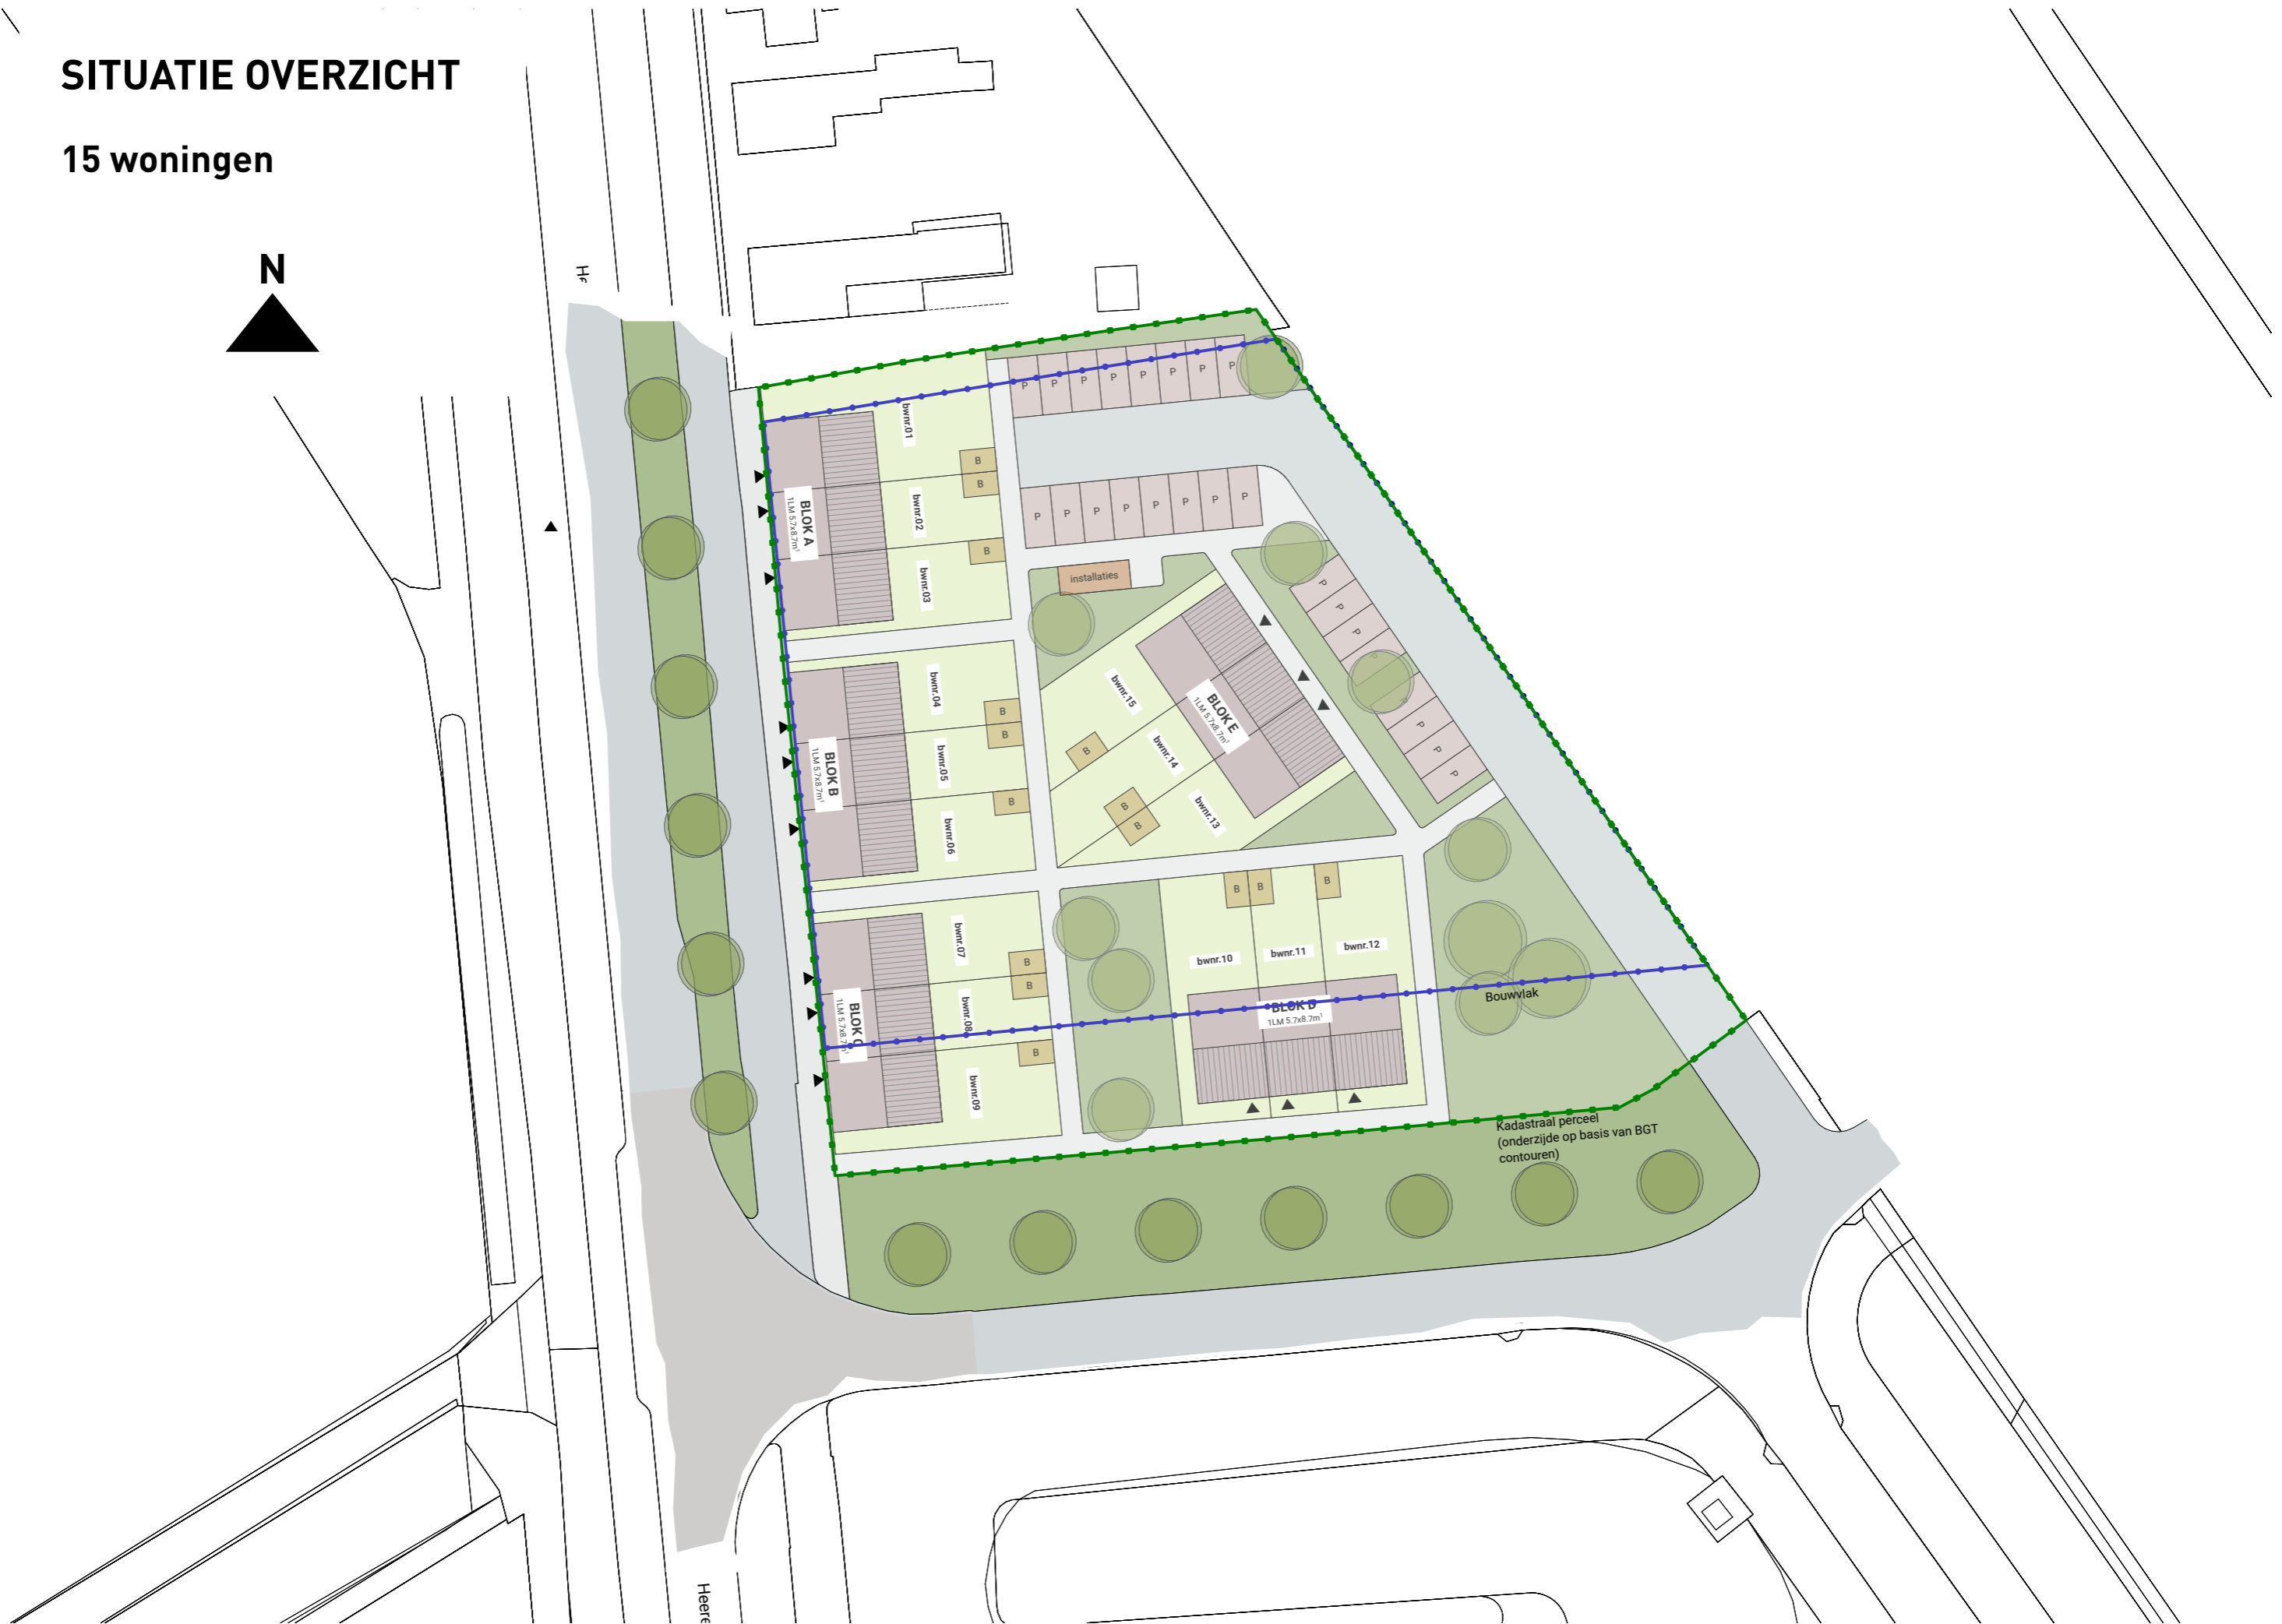 SITUATIE OVERZICHT
15 woningen
N
P P P P P P P P
bwnr.01
B
B
bwnr.02
BLOK A
1LM 5.7x8.7m¹
B
bwnr.03
P P P P P P P P
installaties
P
P
P
P
P
P
P
P
bwnr.04
B
B
bwnr.05
BLOK B
1LM 5.7x8.7m¹
B
bwnr.06
bwnr.15
BLOK E
1LM 5.7x8.7m¹
B
bwnr.14
B
B
bwnr.13
bwnr.07
B
B
bwnr.08
BLOK C
1LM 5.7x8.7m¹
B
bwnr.09
B B B
bwnr.10 bwnr.11 bwnr.12
BLOK D
1LM 5.7x8.7m¹
Bouwvlak
Kadastraal perceel
(onderzijde op basis van BGT
contouren)
Heere